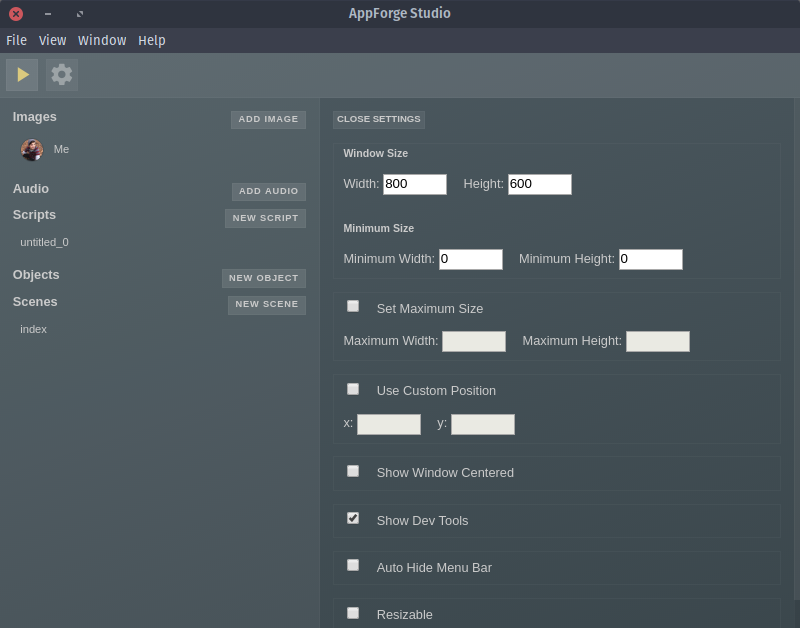 AppForge Studio
File View Window Help
Images ADD IMAGE
Me
Audio ADD AUDIO
Scripts NEW SCRIPT
untitled_0
Objects NEW OBJECT
Scenes NEW SCENE
index
CLOSE SETTINGS
Window Size
Width: 800 Height: 600
Minimum Size
Minimum Width: 0 Minimum Height: 0
Set Maximum Size
Maximum Width: Maximum Height:
Use Custom Position
x: y:
Show Window Centered
Show Dev Tools
Auto Hide Menu Bar
Resizable